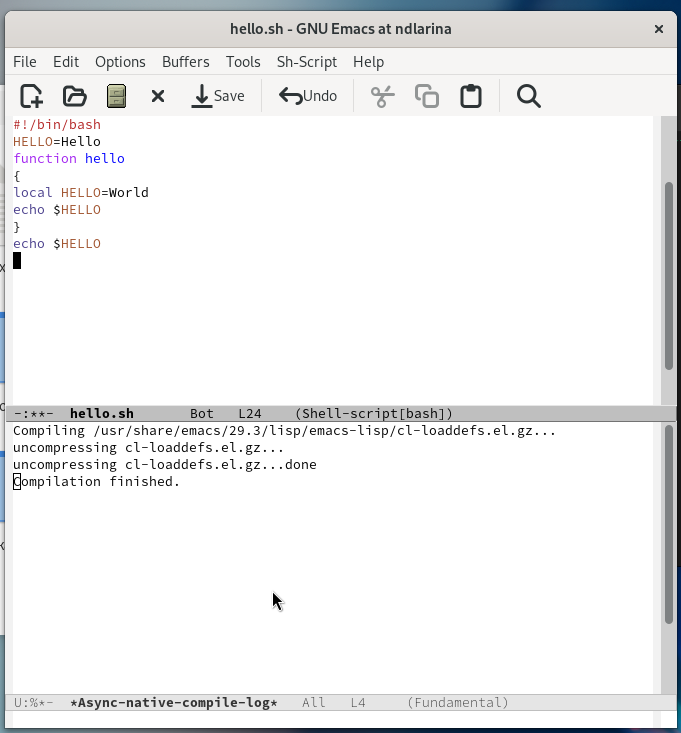 hello.sh - GNU Emacs at ndlarina
File Edit Options Buffers Tools Sh-Script Help
Save Undo
#!/bin/bash
HELLO=Hello
function hello
{
local HELLO=World
echo $HELLO
}
echo $HELLO
-:**- hello.sh Bot L24 (Shell-script[bash])
Compiling /usr/share/emacs/29.3/lisp/emacs-lisp/cl-loaddefs.el.gz...
uncompressing cl-loaddefs.el.gz...
uncompressing cl-loaddefs.el.gz...done
Compilation finished.
U:%*- *Async-native-compile-log* All L4 (Fundamental)